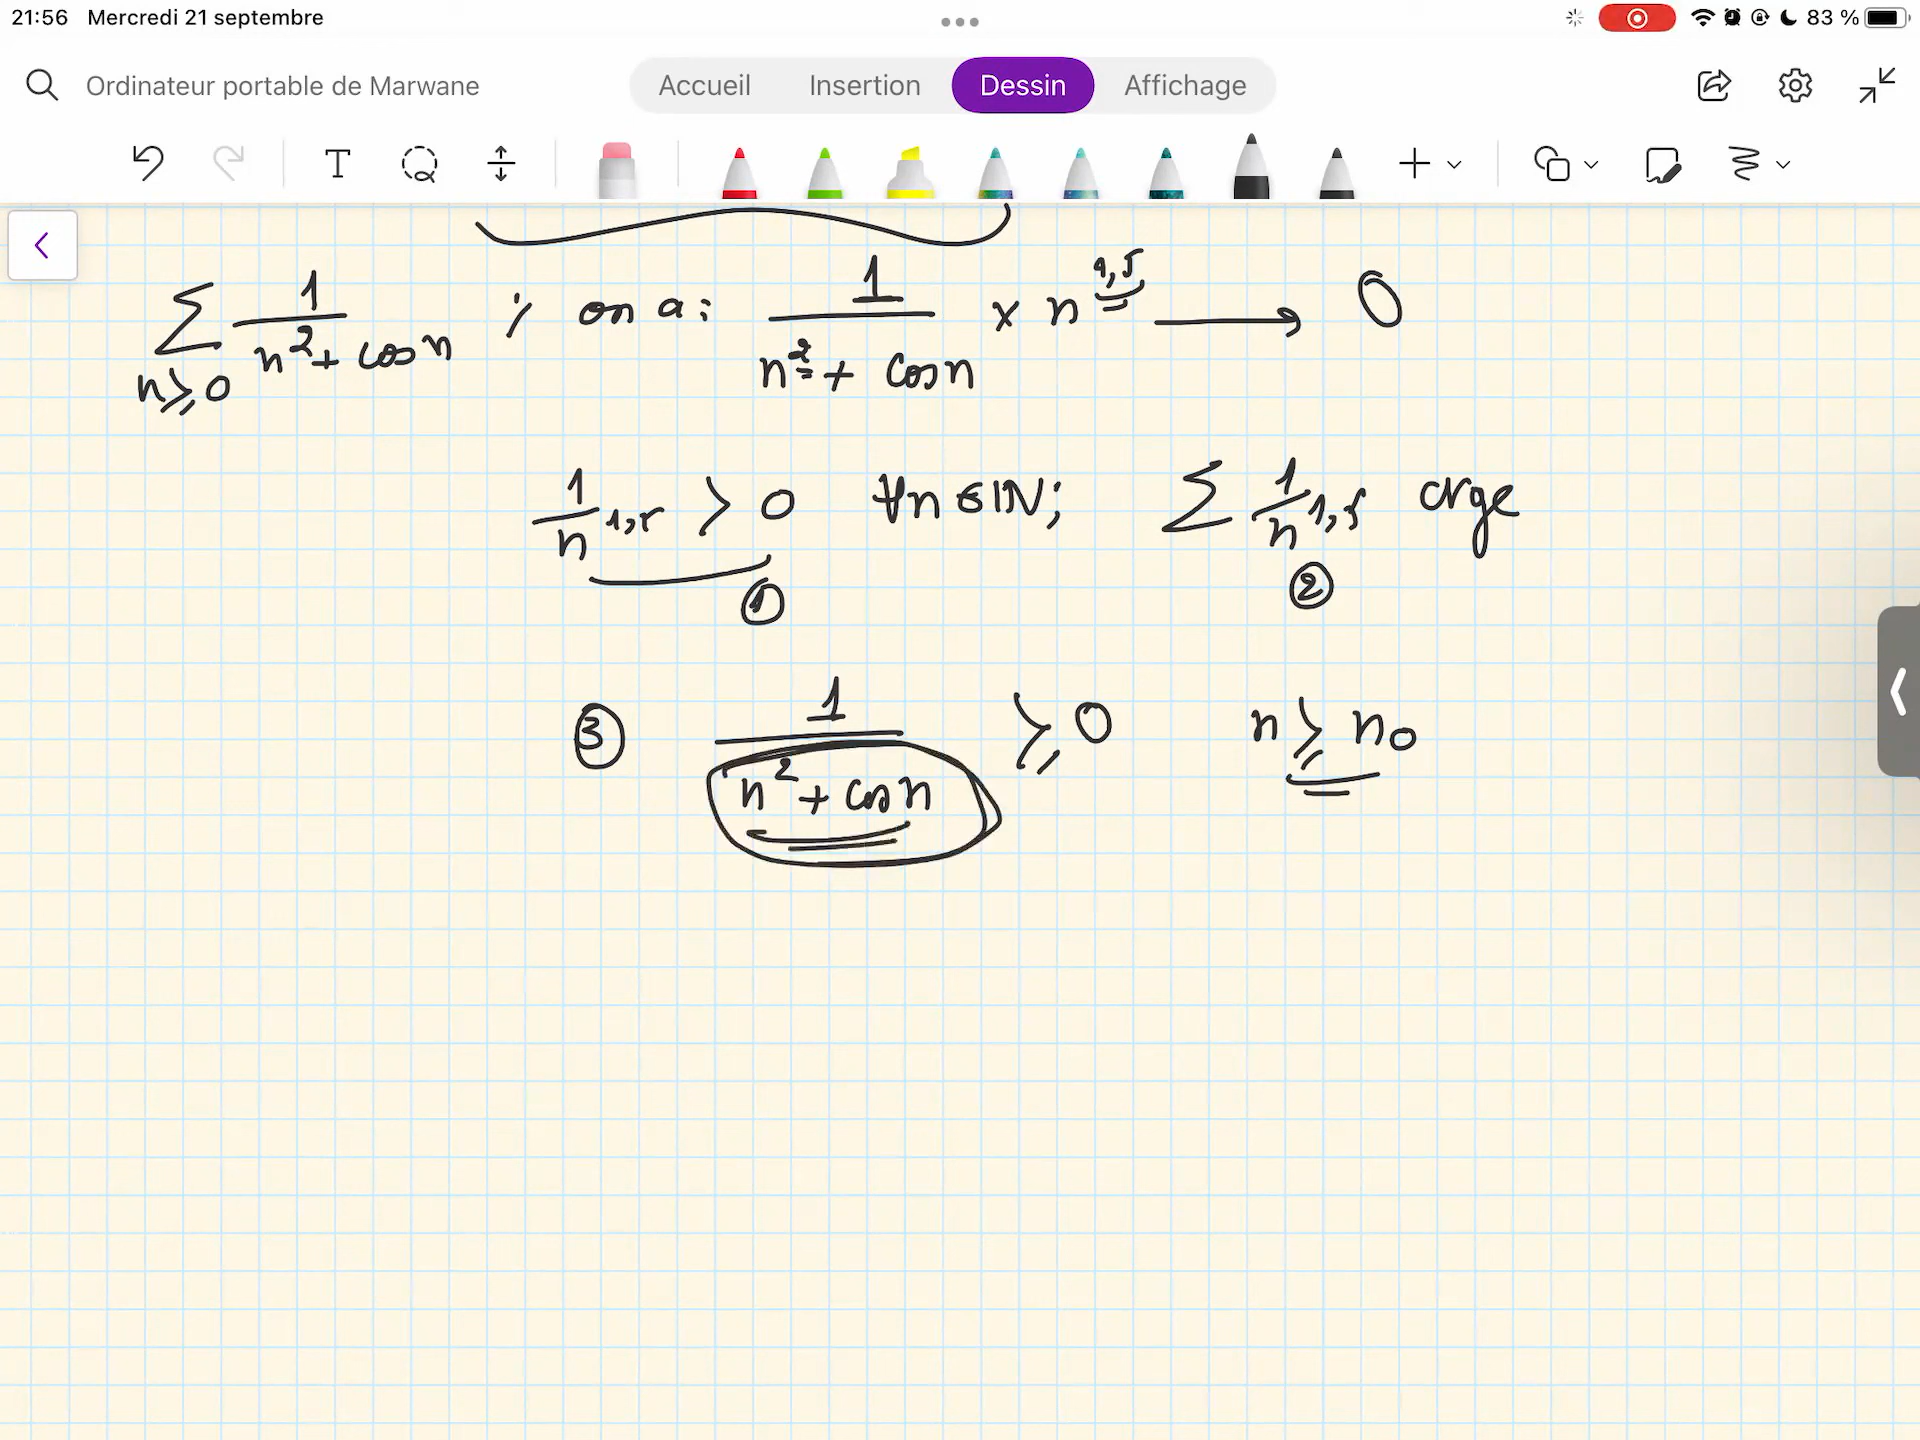 21:56 Mercredi 21 septembre 83 %
Ordinateur portable de Marwane Accueil Insertion Dessin Affichage
T
∑ 1/(n²+cos n) ; on a : 1/(n²+cos n) × n^1,5 ⟶ 0
n⩾0
1/n^1,5 > 0 ∀n∈ℕ; ∑ 1/n^1,5 crge
① ②
③ 1/(n²+cos n) ⩾ 0 n ⩾ n₀